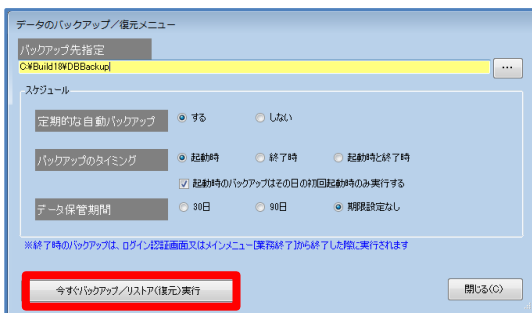 データのバックアップ／復元メニュー
バックアップ先指定
C:¥Build18¥DBBackup
...
スケジュール
定期的な自動バックアップ する しない
バックアップのタイミング 起動時 終了時 起動時と終了時
起動時のバックアップはその日の初回起動時のみ実行する
データ保管期間 30日 90日 期限設定なし
※終了時のバックアップは、ログイン認証画面又はメインメニュー[業務終了]から終了した際に実行されます
今すぐバックアップ／リストア(復元)実行 閉じる(C)